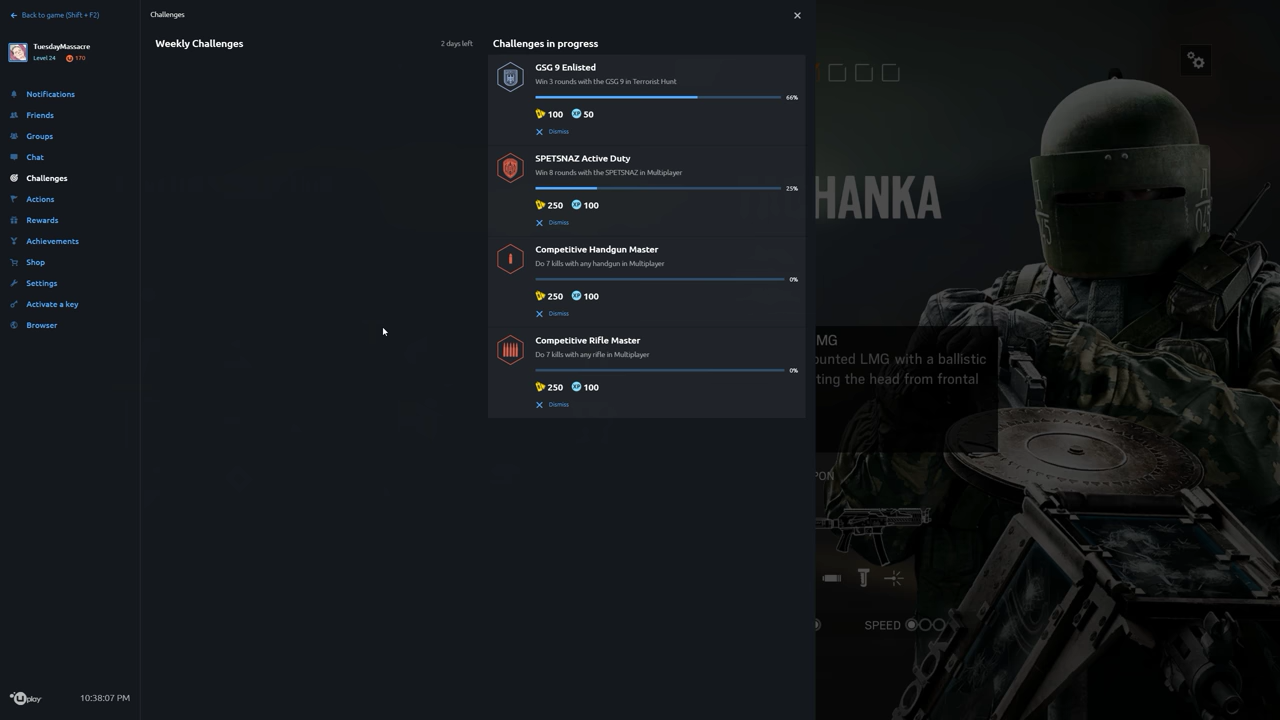 Back to game (Shift + F2)
TuesdayMassacre
Level 24 170
Notifications
Friends
Groups
Chat
Challenges
Actions
Rewards
Achievements
Shop
Settings
Activate a key
Browser
uplay
10:38:07 PM
Challenges
Weekly Challenges
2 days left
Challenges in progress
GSG 9 Enlisted
Win 3 rounds with the GSG 9 in Terrorist Hunt
66%
100 XP 50
Dismiss
SPETSNAZ Active Duty
Win 8 rounds with the SPETSNAZ in Multiplayer
25%
250 XP 100
Dismiss
Competitive Handgun Master
Do 7 kills with any handgun in Multiplayer
0%
250 XP 100
Dismiss
Competitive Rifle Master
Do 7 kills with any rifle in Multiplayer
0%
250 XP 100
Dismiss
HANKA
MG
ounted LMG with a ballistic
ting the head from frontal
PON
SPEED